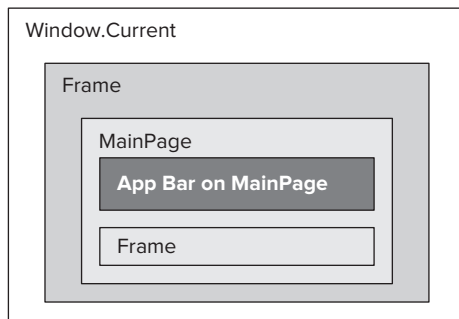 Window.Current
Frame
MainPage
App Bar on MainPage
Frame